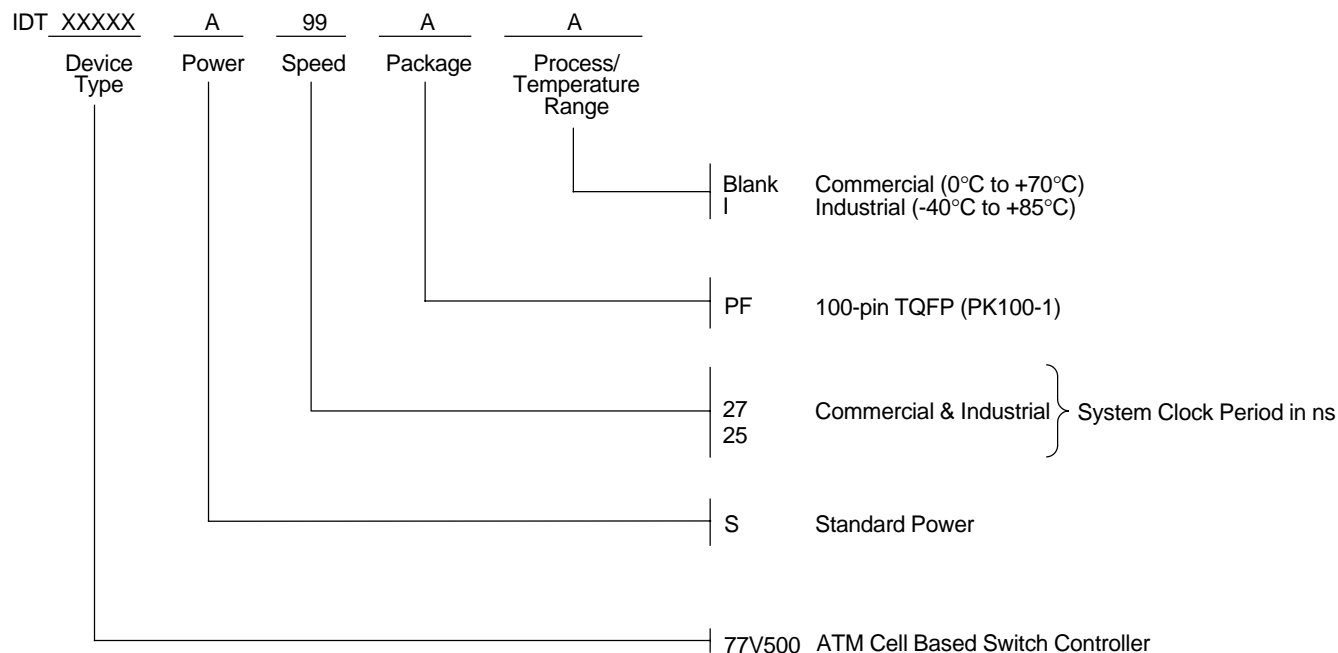 IDT XXXXX A 99 A A
Device Type Power Speed Package Process/
Temperature
Range
Blank Commercial (0°C to +70°C)
I Industrial (-40°C to +85°C)
PF 100-pin TQFP (PK100-1)
27 Commercial & Industrial System Clock Period in ns
25
S Standard Power
77V500 ATM Cell Based Switch Controller